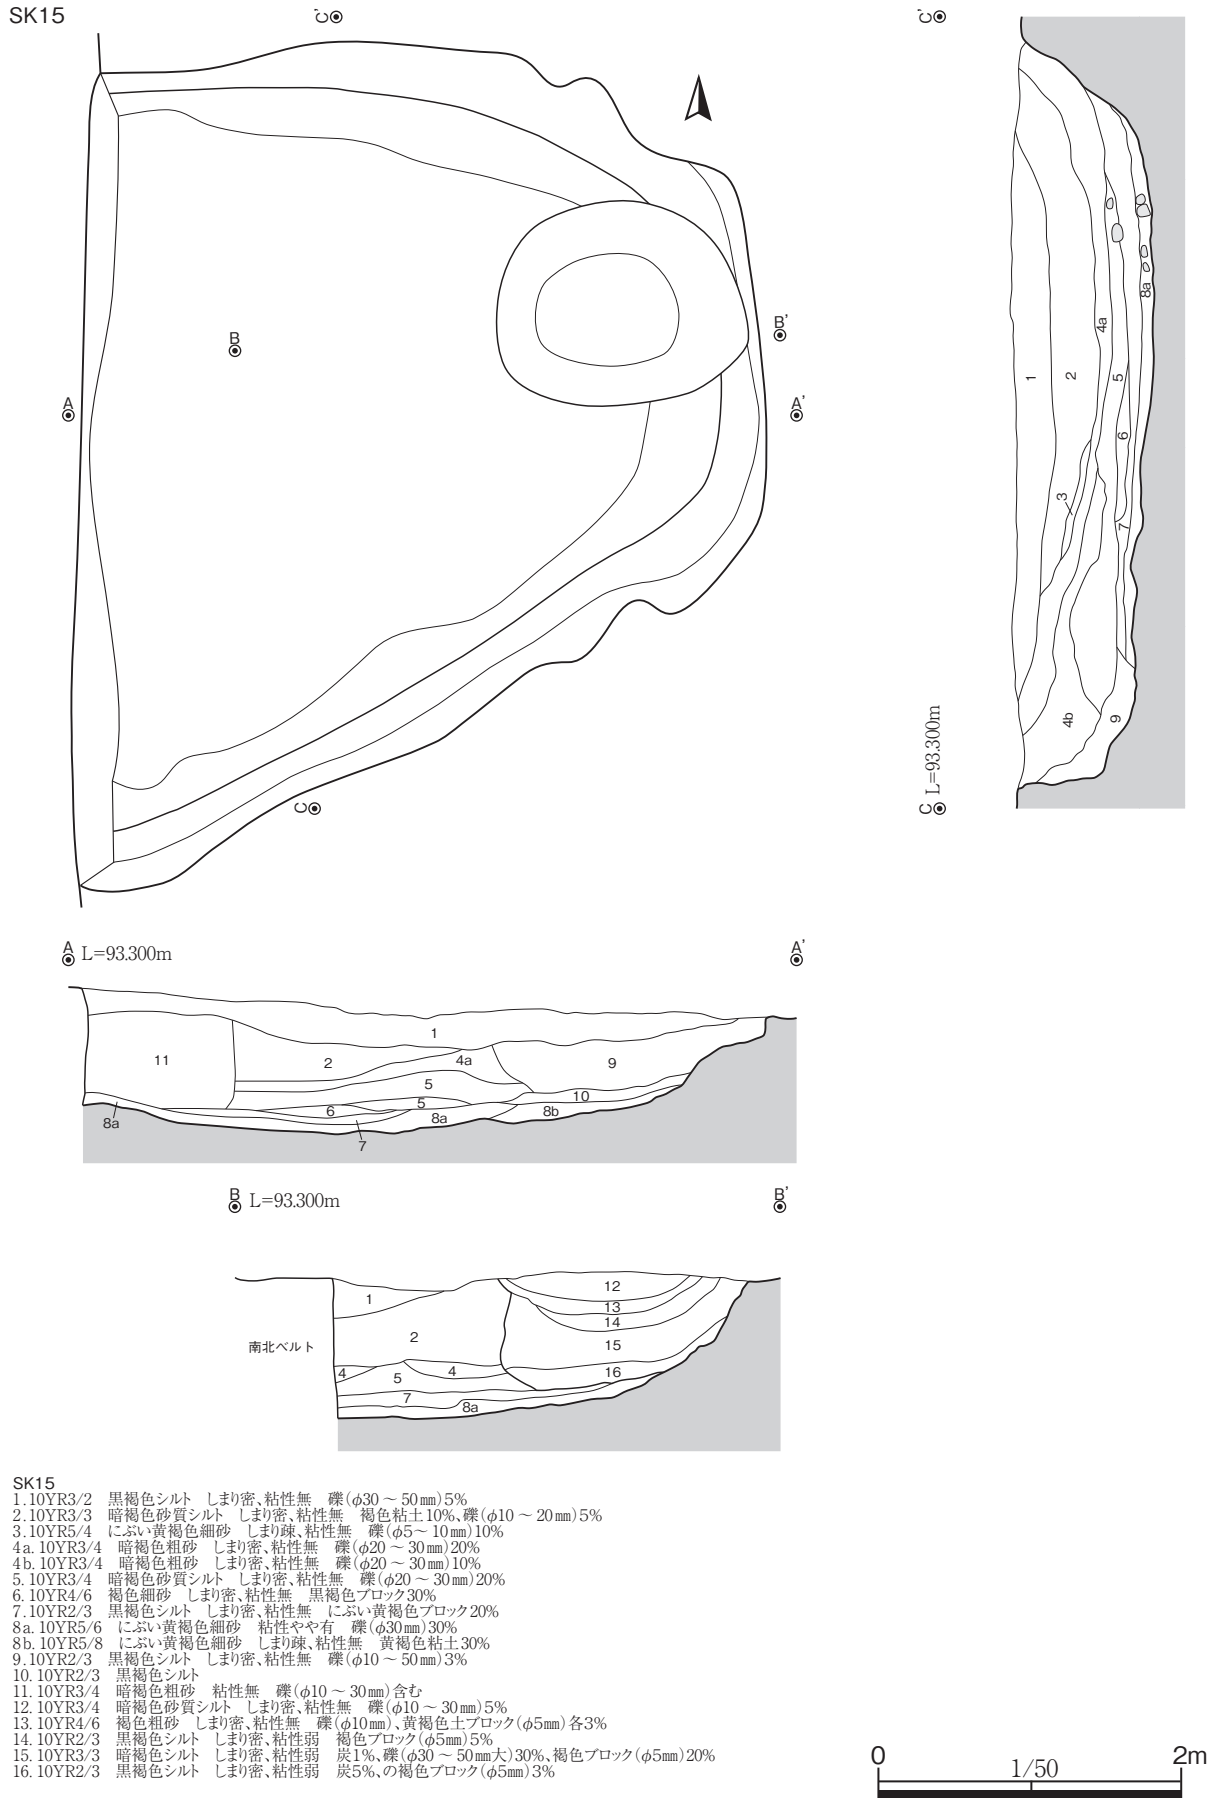 SK15
C'
C'
B
B'
A
A'
C
C L=93.300m
1
2
3
4a
4b
5
6
7
8a
9
A L=93.300m
A'
1
11
2
4a
9
5
10
5
6
8a
8b
8a
7
B L=93.300m
B'
12
1
13
14
2
15
南北ベルト
4
5
4
16
7
8a
SK15
1.10YR3/2 黒褐色シルト しまり密、粘性無 礫(φ30～50㎜)5%
2.10YR3/3 暗褐色砂質シルト しまり密、粘性無 褐色粘土10%、礫(φ10～20㎜)5%
3.10YR5/4 にぶい黄褐色細砂 しまり疎、粘性無 礫(φ5～10㎜)10%
4a.10YR3/4 暗褐色粗砂 しまり密、粘性無 礫(φ20～30㎜)20%
4b.10YR3/4 暗褐色粗砂 しまり密、粘性無 礫(φ20～30㎜)10%
5.10YR3/4 暗褐色砂質シルト しまり密、粘性無 礫(φ20～30㎜)20%
6.10YR4/6 褐色細砂 しまり密、粘性無 黒褐色ブロック30%
7.10YR2/3 黒褐色シルト しまり密、粘性無 にぶい黄褐色ブロック20%
8a.10YR5/6 にぶい黄褐色細砂 粘性やや有 礫(φ30㎜)30%
8b.10YR5/8 にぶい黄褐色細砂 しまり疎、粘性無 黄褐色粘土30%
9.10YR2/3 黒褐色シルト しまり密、粘性無 礫(φ10～50㎜)3%
10.10YR2/3 黒褐色シルト
11.10YR3/4 暗褐色粗砂 粘性無 礫(φ10～30㎜)含む
12.10YR3/4 暗褐色砂質シルト しまり密、粘性無 礫(φ10～30㎜)5%
13.10YR4/6 褐色粗砂 しまり密、粘性無 礫(φ10㎜)、黄褐色土ブロック(φ5㎜)各3%
14.10YR2/3 黒褐色シルト しまり密、粘性弱 褐色ブロック(φ5㎜)5%
15.10YR3/3 暗褐色シルト しまり密、粘性弱 炭1%、礫(φ30～50㎜大)30%、褐色ブロック(φ5㎜)20%
16.10YR2/3 黒褐色シルト しまり密、粘性弱 炭5%、の褐色ブロック(φ5㎜)3%
0 1/50 2m